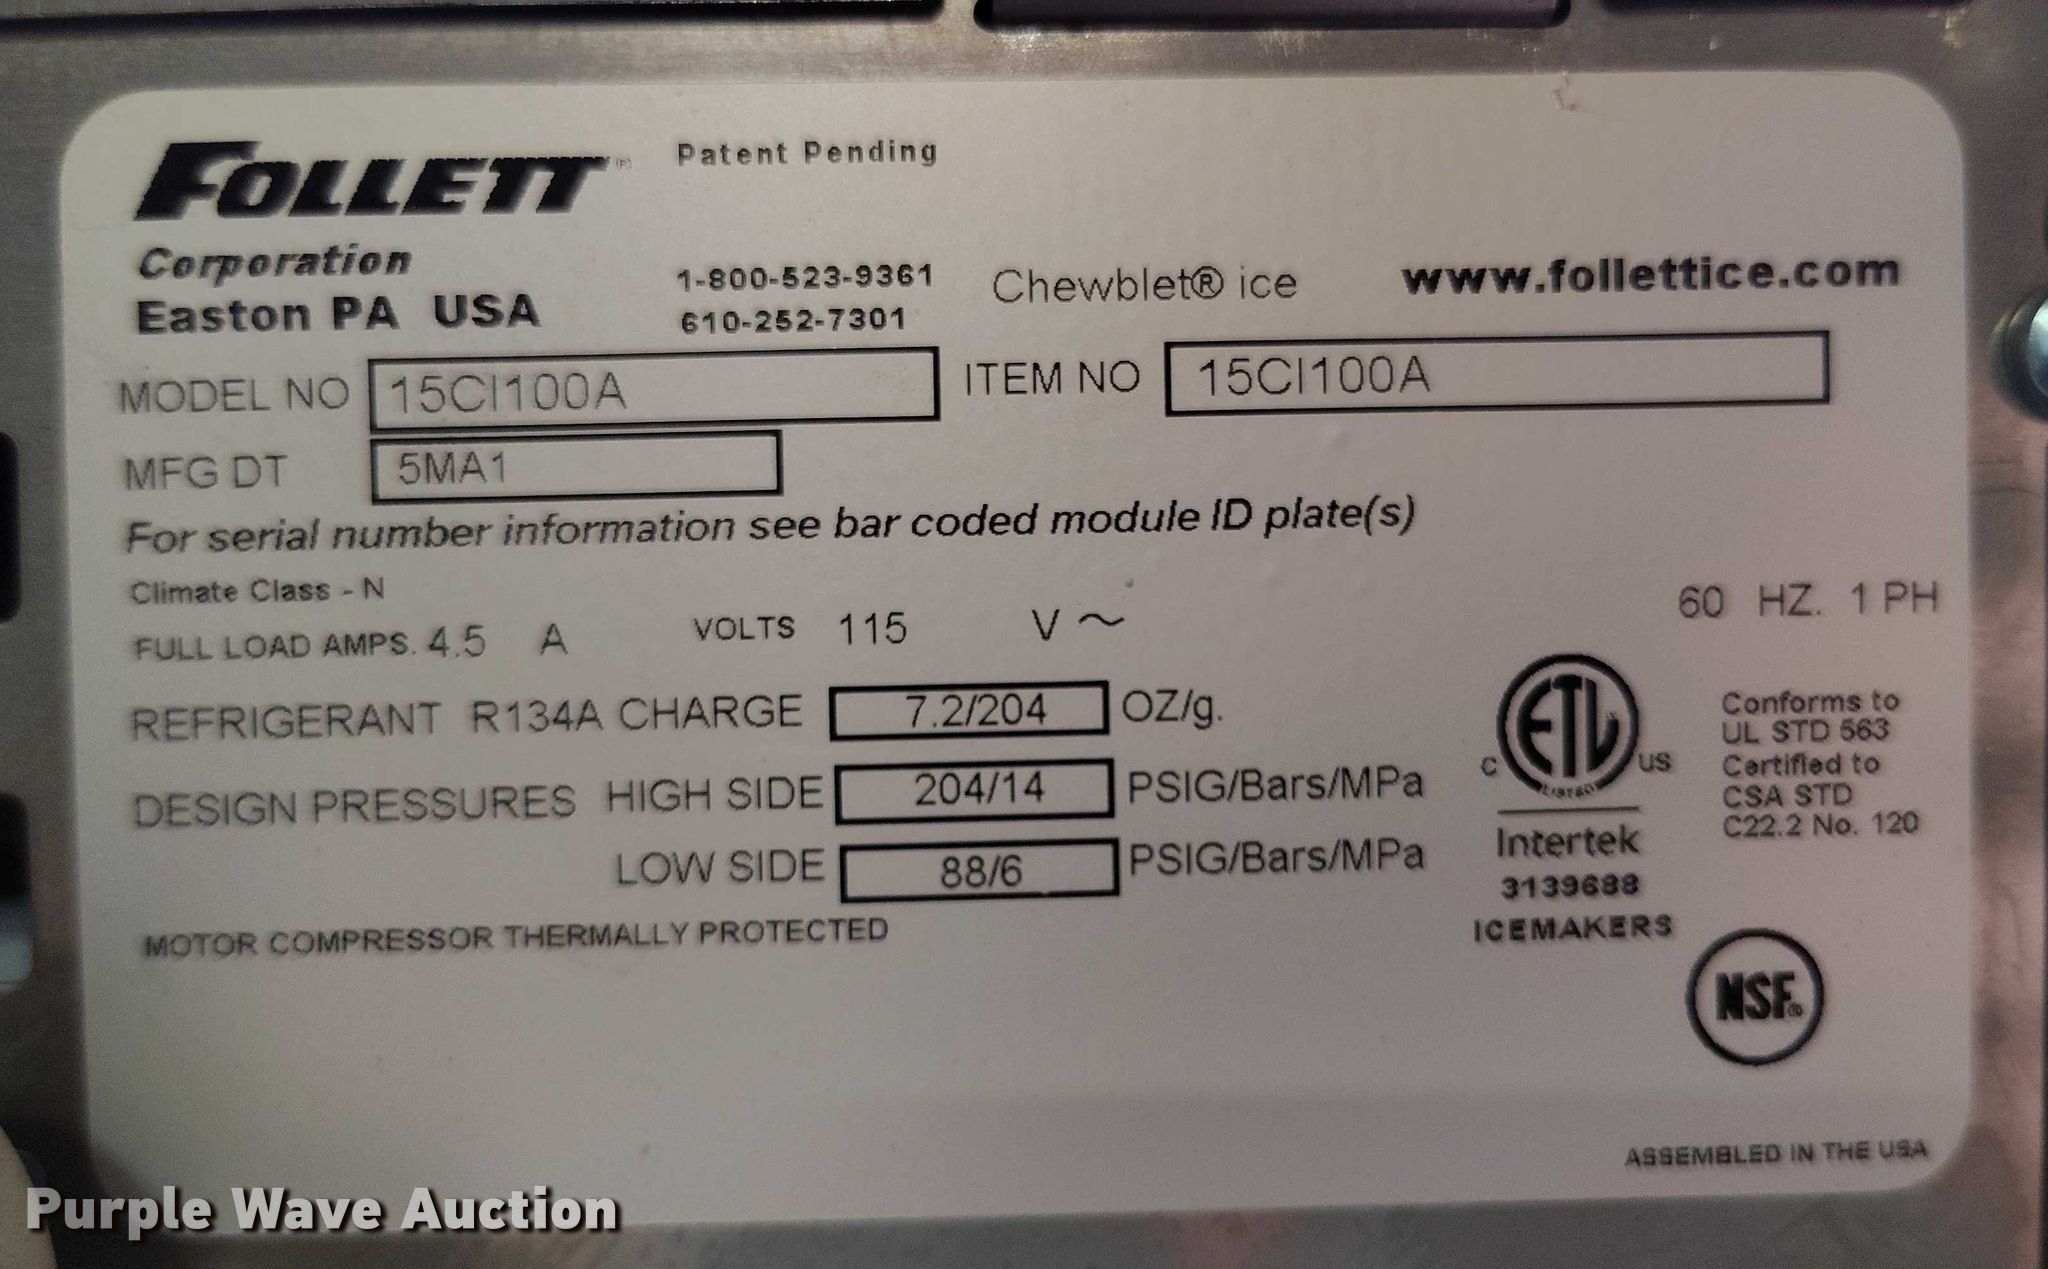 FOLLETT Patent Pending
Corporation
Easton PA USA
1-800-523-9361
610-252-7301
Chewblet® ice
www.follettice.com
MODEL NO 15CI100A ITEM NO 15CI100A
MFG DT 5MA1
For serial number information see bar coded module ID plate(s)
Climate Class - N
FULL LOAD AMPS. 4.5 A VOLTS 115 V ~ 60 HZ. 1 PH
REFRIGERANT R134A CHARGE 7.2/204 OZ/g.
DESIGN PRESSURES HIGH SIDE 204/14 PSIG/Bars/MPa
LOW SIDE 88/6 PSIG/Bars/MPa
MOTOR COMPRESSOR THERMALLY PROTECTED
C ETL US
LISTED
Intertek
3139688
ICEMAKERS
Conforms to
UL STD 563
Certified to
CSA STD
C22.2 No. 120
NSF®
ASSEMBLED IN THE USA
Purple Wave Auction